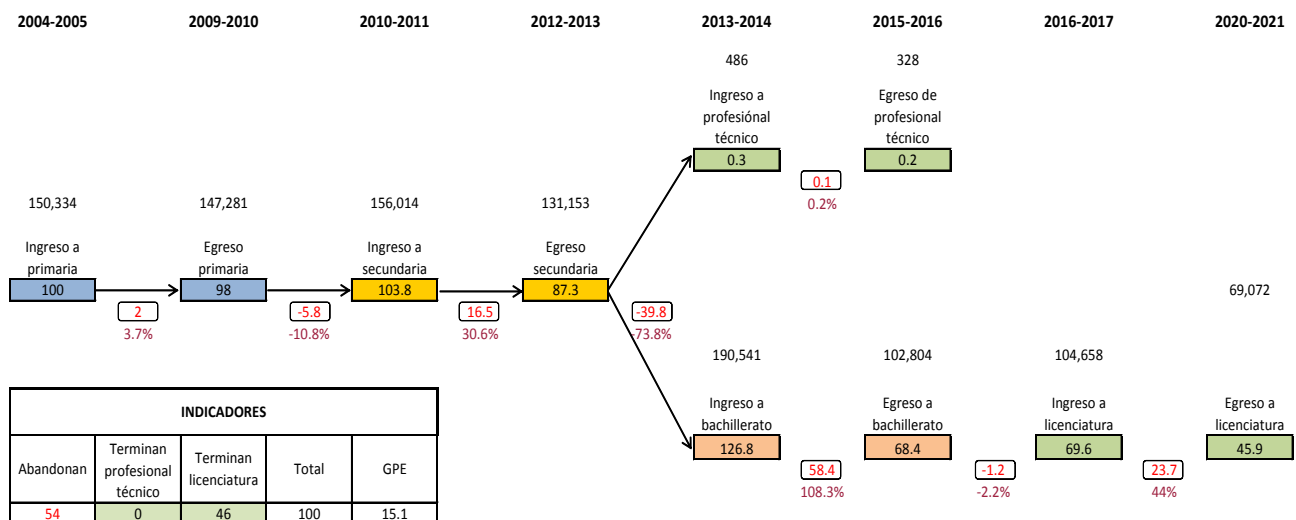 2004-2005 2009-2010 2010-2011 2012-2013 2013-2014 2015-2016 2016-2017 2020-2021
486 328
Ingreso a Egreso de
profesiónal profesional
técnico técnico
0.3 0.2
0.1
0.2%
150,334 147,281 156,014 131,153
Ingreso a Egreso Ingreso a Egreso
primaria primaria secundaria secundaria
100 98 103.8 87.3 69,072
2 -5.8 16.5 -39.8
3.7% -10.8% 30.6% -73.8%
190,541 102,804 104,658
Ingreso a Egreso a Ingreso a Egreso a
bachillerato bachillerato licenciatura licenciatura
126.8 68.4 69.6 45.9
58.4 -1.2 23.7
108.3% -2.2% 44%
INDICADORES
Abandonan Terminan profesional técnico Terminan licenciatura Total GPE
54 0 46 100 15.1